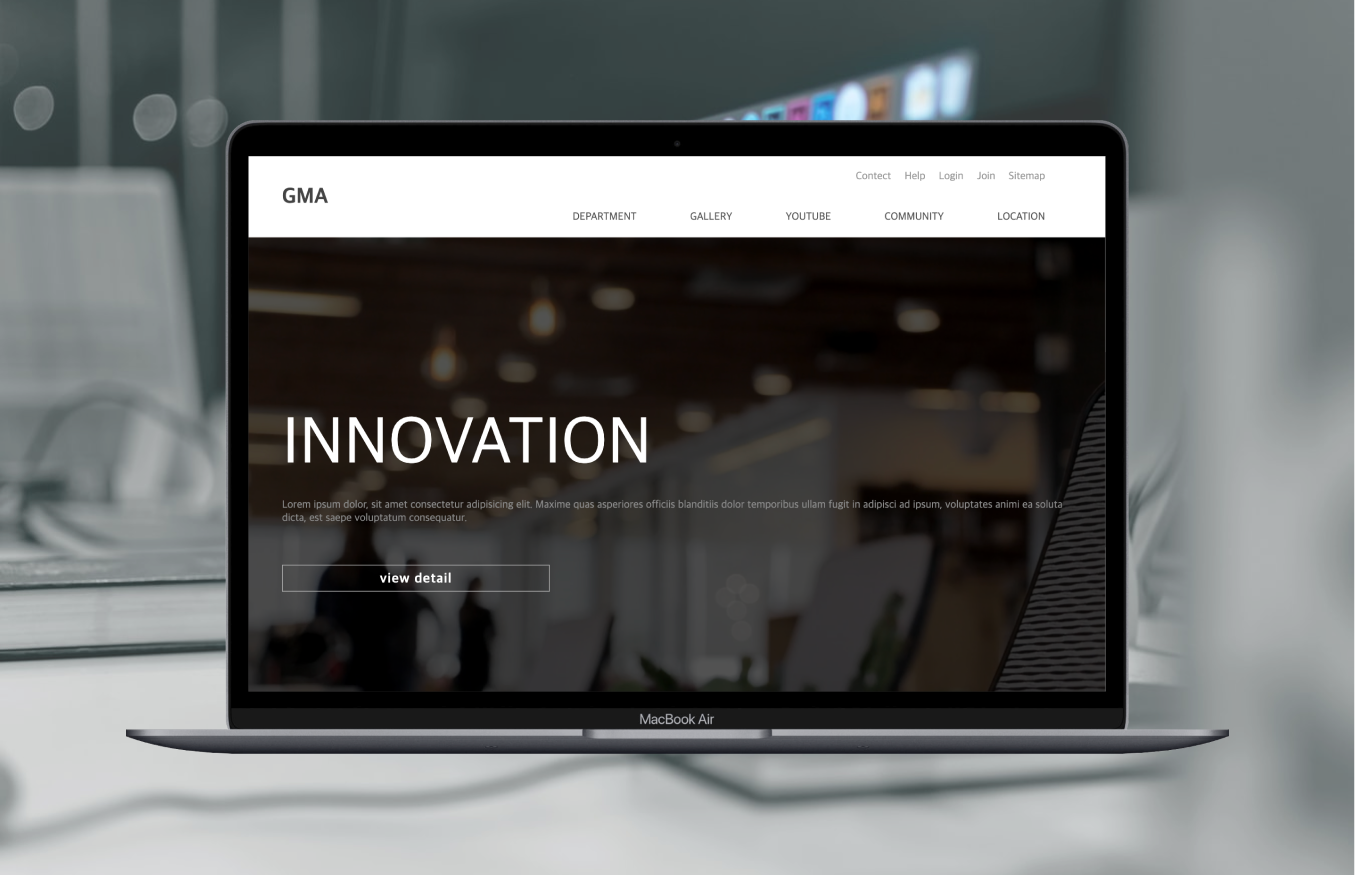 Contect Help Login Join Sitemap
GMA
DEPARTMENT GALLERY YOUTUBE COMMUNITY LOCATION
INNOVATION
Lorem ipsum dolor, sit amet consectetur adipisicing elit. Maxime quas asperiores officiis blanditiis dolor temporibus ullam fugit in adipisci ad ipsum, voluptates animi ea soluta
dicta, est saepe voluptatum consequatur.
view detail
MacBook Air